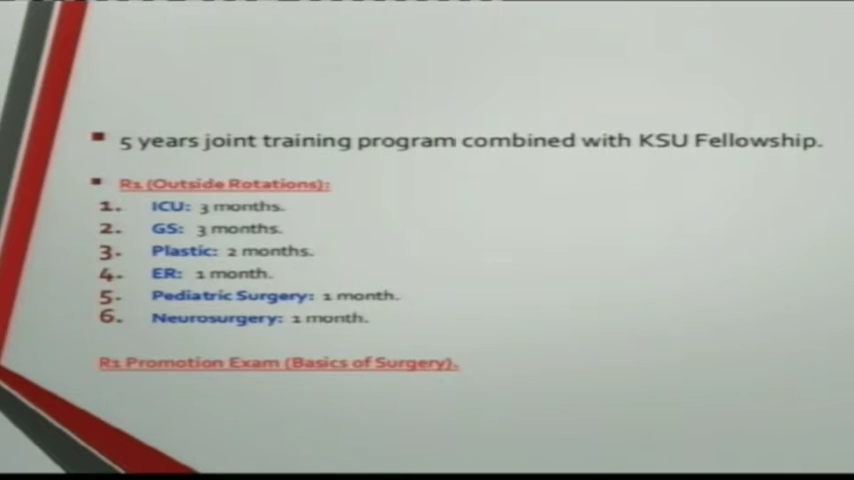 5 years joint training program combined with KSU Fellowship.
R1 (Outside Rotations):
1. ICU: 3 months.
2. GS: 3 months.
3. Plastic: 2 months.
4. ER: 1 month.
5. Pediatric Surgery: 1 month.
6. Neurosurgery: 1 month.
R1 Promotion Exam (Basics of Surgery).